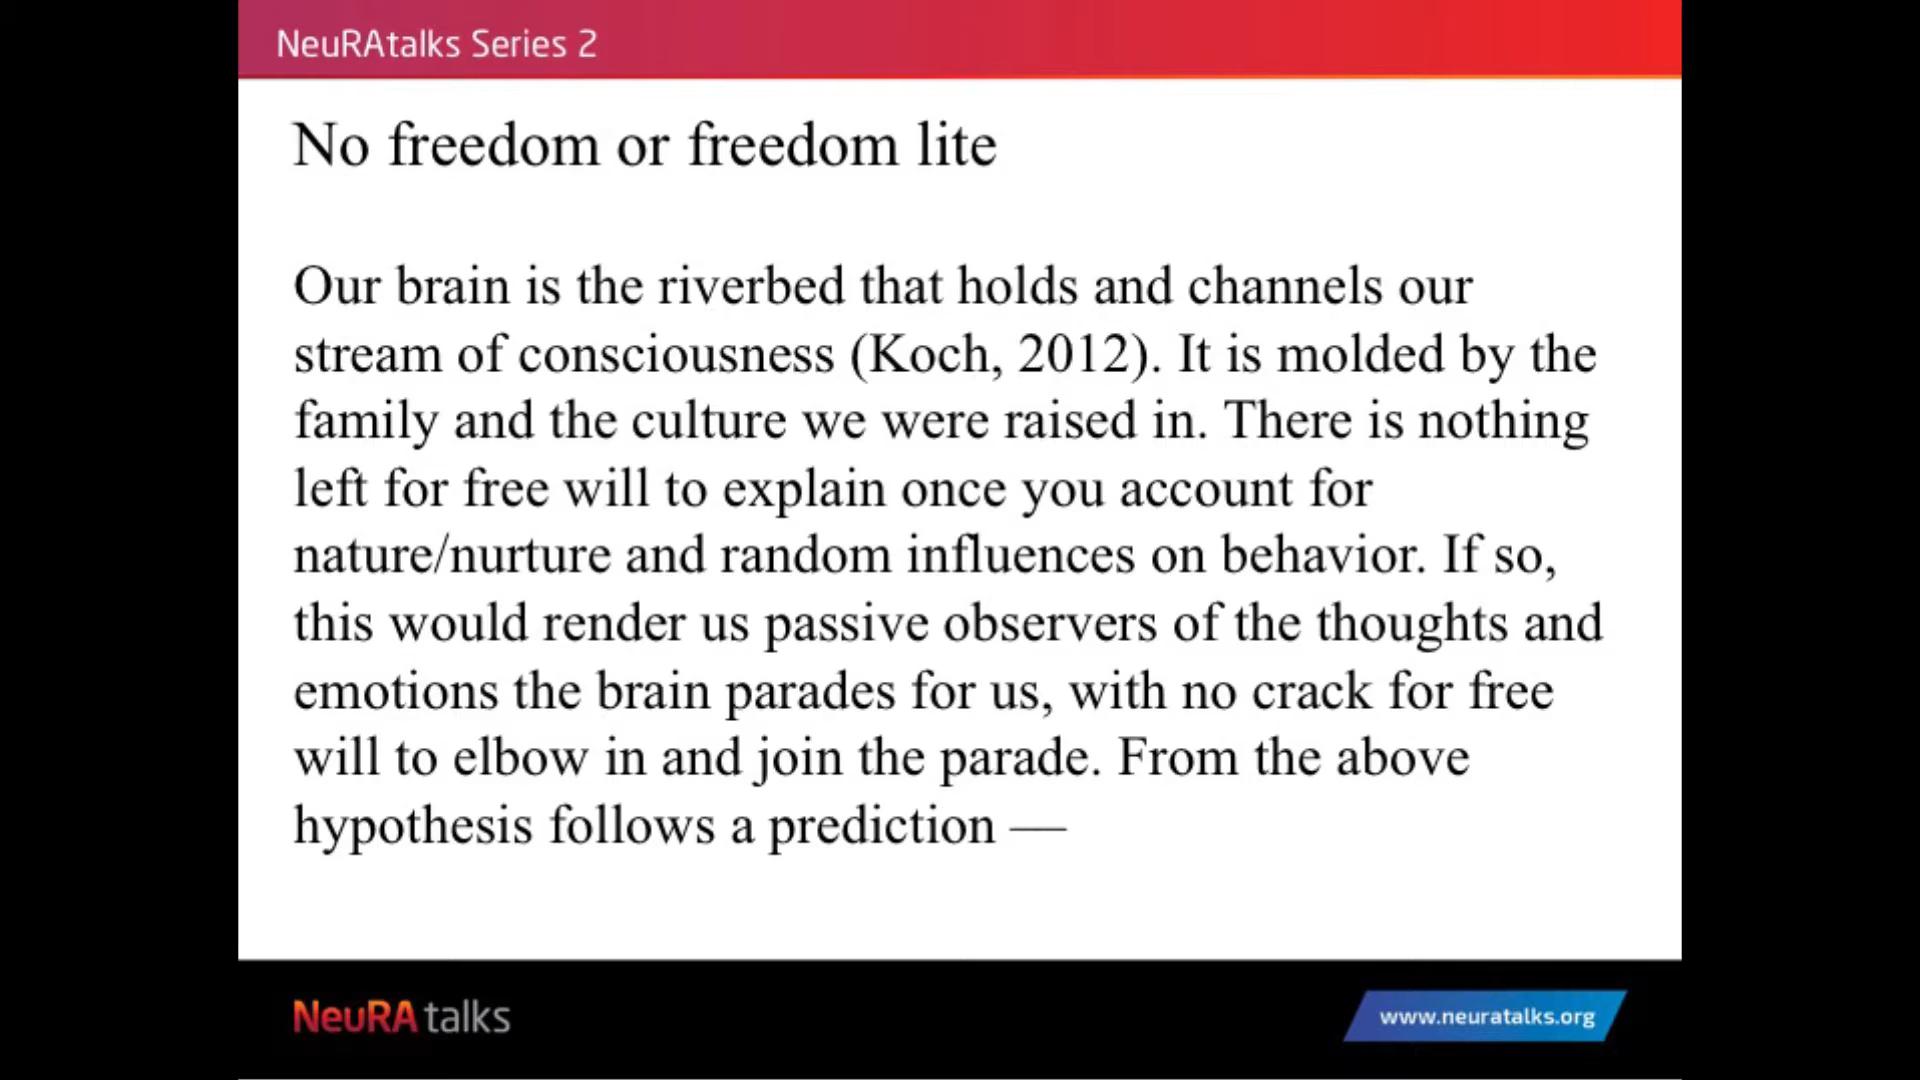 NeuRAtalks Series 2
No freedom or freedom lite
Our brain is the riverbed that holds and channels our
stream of consciousness (Koch, 2012). It is molded by the
family and the culture we were raised in. There is nothing
left for free will to explain once you account for
nature/nurture and random influences on behavior. If so,
this would render us passive observers of the thoughts and
emotions the brain parades for us, with no crack for free
will to elbow in and join the parade. From the above
hypothesis follows a prediction —
NeuRA talks
www.neuratalks.org